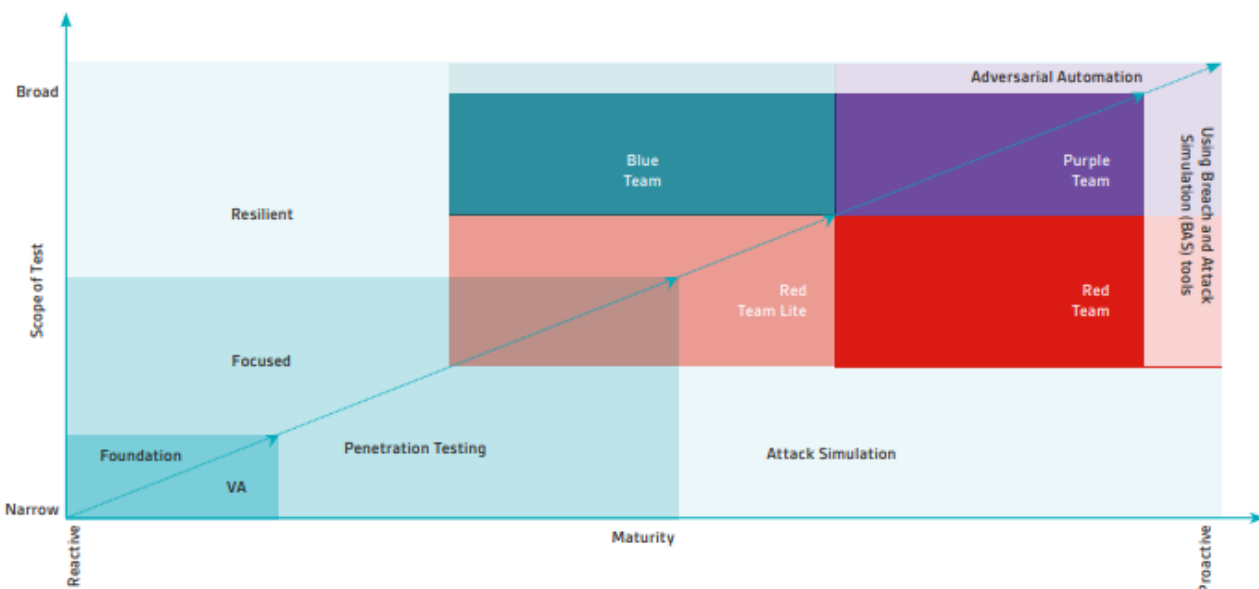 Broad
Adversarial Automation
Blue
Team
Purple
Team
Using Breach and Attack
Simulation (BAS) tools
Resilient
Scope of Test
Red
Team Lite
Red
Team
Focused
Foundation
Penetration Testing
Attack Simulation
VA
Narrow
Reactive
Maturity
Proactive